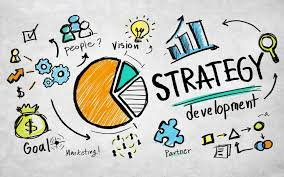 people?
Vision
STRATEGY
development
Goal
Marketing!
Partner
$